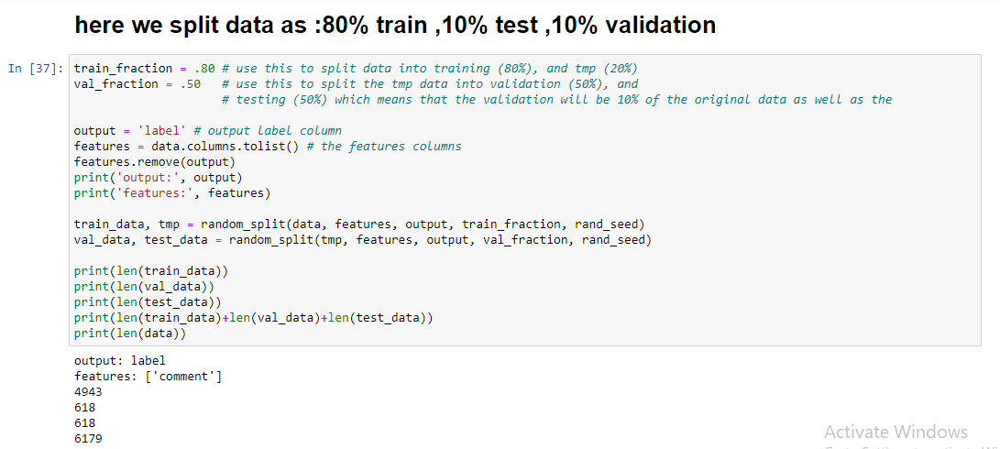 here we split data as :80% train ,10% test ,10% validation
In [37]: train_fraction = .80 # use this to split data into training (80%), and tmp (20%)
val_fraction = .50   # use this to split the tmp data into validation (50%), and
# testing (50%) which means that the validation will be 10% of the original data as well as the
output = 'label' # output label column
features = data.columns.tolist() # the features columns
features.remove(output)
print('output:', output)
print('features:', features)
train_data, tmp = random_split(data, features, output, train_fraction, rand_seed)
val_data, test_data = random_split(tmp, features, output, val_fraction, rand_seed)
print(len(train_data))
print(len(val_data))
print(len(test_data))
print(len(train_data)+len(val_data)+len(test_data))
print(len(data))
output: label
features: ['comment']
4943
618
618
6179
Activate Windows